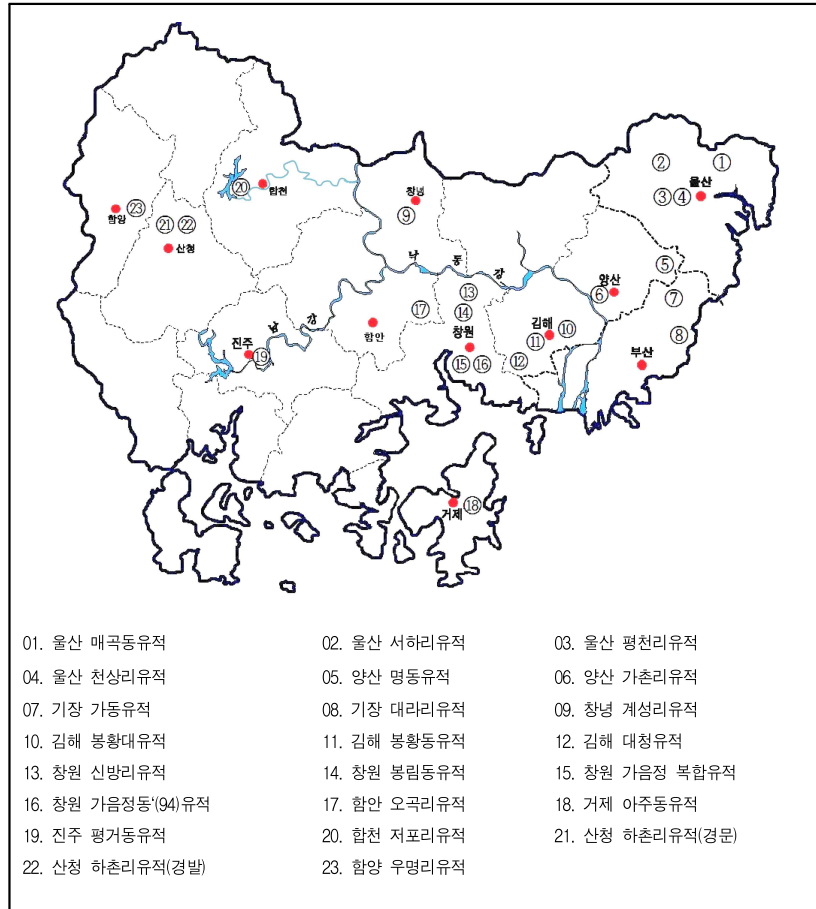 ② ①
울산
③ ④
⑳ 합천
창녕
⑨
함양 ㉓
㉑ ㉒
산청
낙 동 강
⑤
양산
⑥
⑬
⑦
⑰
⑭
남 강
김해 ⑩
⑪
⑧
함안
창원
진주
⑲
⑮ ⑯
⑫
부산
⑱
거제
01. 울산 매곡동유적 02. 울산 서하리유적 03. 울산 평천리유적
04. 울산 천상리유적 05. 양산 명동유적 06. 양산 가촌리유적
07. 기장 가동유적 08. 기장 대라리유적 09. 창녕 계성리유적
10. 김해 봉황대유적 11. 김해 봉황동유적 12. 김해 대청유적
13. 창원 신방리유적 14. 창원 봉림동유적 15. 창원 가음정 복합유적
16. 창원 가음정동‘(94)유적 17. 함안 오곡리유적 18. 거제 아주동유적
19. 진주 평거동유적 20. 합천 저포리유적 21. 산청 하촌리유적(경문)
22. 산청 하촌리유적(경발) 23. 함양 우명리유적